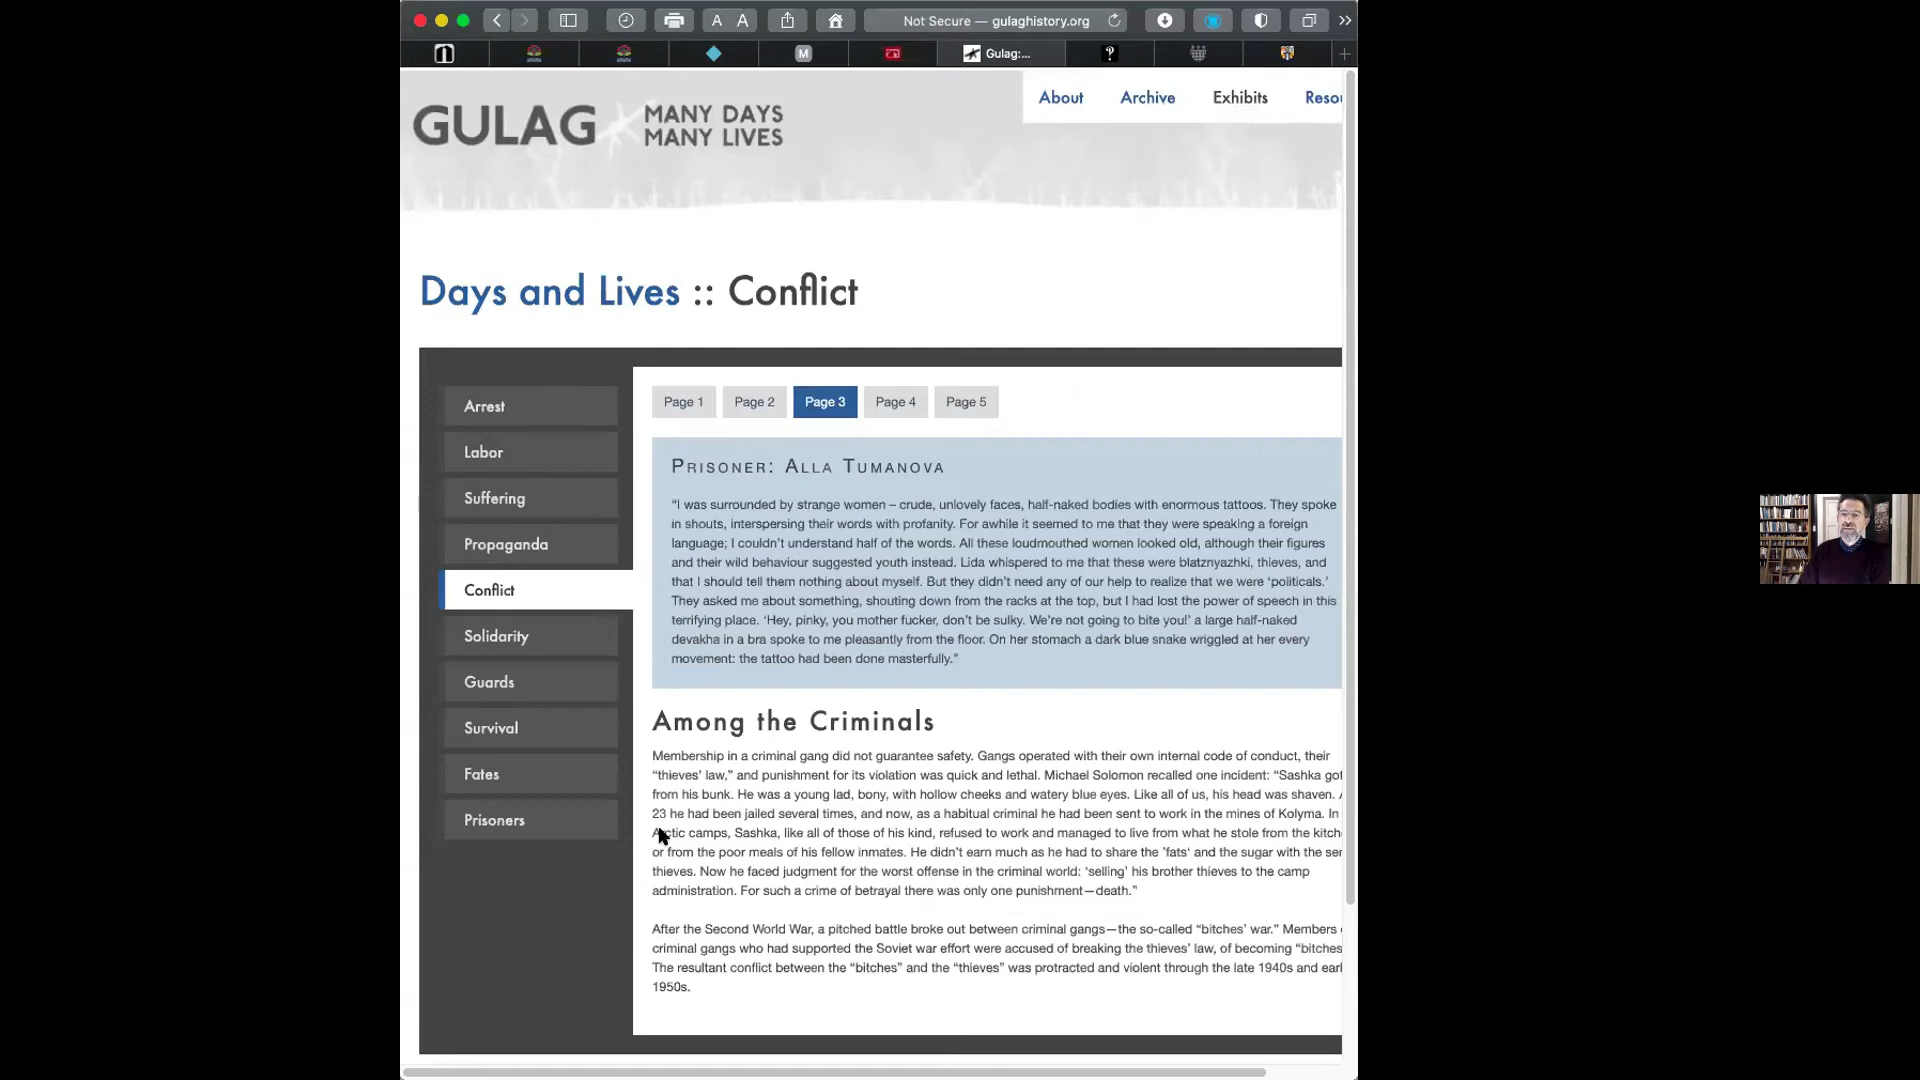 A A
Not Secure — gulaghistory.org
M
Gulag:...
?
GULAG
MANY DAYS
MANY LIVES
About
Archive
Exhibits
Days and Lives :: Conflict
Arrest
Labor
Suffering
Propaganda
Conflict
Solidarity
Guards
Survival
Fates
Prisoners
Page 1
Page 2
Page 3
Page 4
Page 5
Prisoner: Alla Tumanova
“I was surrounded by strange women – crude, unlovely faces, half-naked bodies with enormous tattoos. They spoke
in shouts, interspersing their words with profanity. For awhile it seemed to me that they were speaking a foreign
language; I couldn’t understand half of the words. All these loudmouthed women looked old, although their figures
and their wild behaviour suggested youth instead. Lida whispered to me that these were blatznyazhki, thieves, and
that I should tell them nothing about myself. But they didn’t need any of our help to realize that we were ‘politicals.’
They asked me about something, shouting down from the racks at the top, but I had lost the power of speech in this
terrifying place. ‘Hey, pinky, you mother fucker, don’t be sulky. We’re not going to bite you!’ a large half-naked
devakha in a bra spoke to me pleasantly from the floor. On her stomach a dark blue snake wriggled at her every
movement: the tattoo had been done masterfully.”
Among the Criminals
Membership in a criminal gang did not guarantee safety. Gangs operated with their own internal code of conduct, their
“thieves’ law,” and punishment for its violation was quick and lethal. Michael Solomon recalled one incident: “Sashka got
from his bunk. He was a young lad, bony, with hollow cheeks and watery blue eyes. Like all of us, his head was shaven.
23 he had been jailed several times, and now, as a habitual criminal he had been sent to work in the mines of Kolyma. In
Arctic camps, Sashka, like all of those of his kind, refused to work and managed to live from what he stole from the
or from the poor meals of his fellow inmates. He didn’t earn much as he had to share the 'fats' and the sugar with the
thieves. Now he faced judgment for the worst offense in the criminal world: ‘selling’ his brother thieves to the camp
administration. For such a crime of betrayal there was only one punishment—death.”
After the Second World War, a pitched battle broke out between criminal gangs—the so-called “bitches’ war.” Members
criminal gangs who had supported the Soviet war effort were accused of breaking the thieves’ law, of becoming “bitches
The resultant conflict between the “bitches” and the “thieves” was protracted and violent through the late 1940s and
1950s.